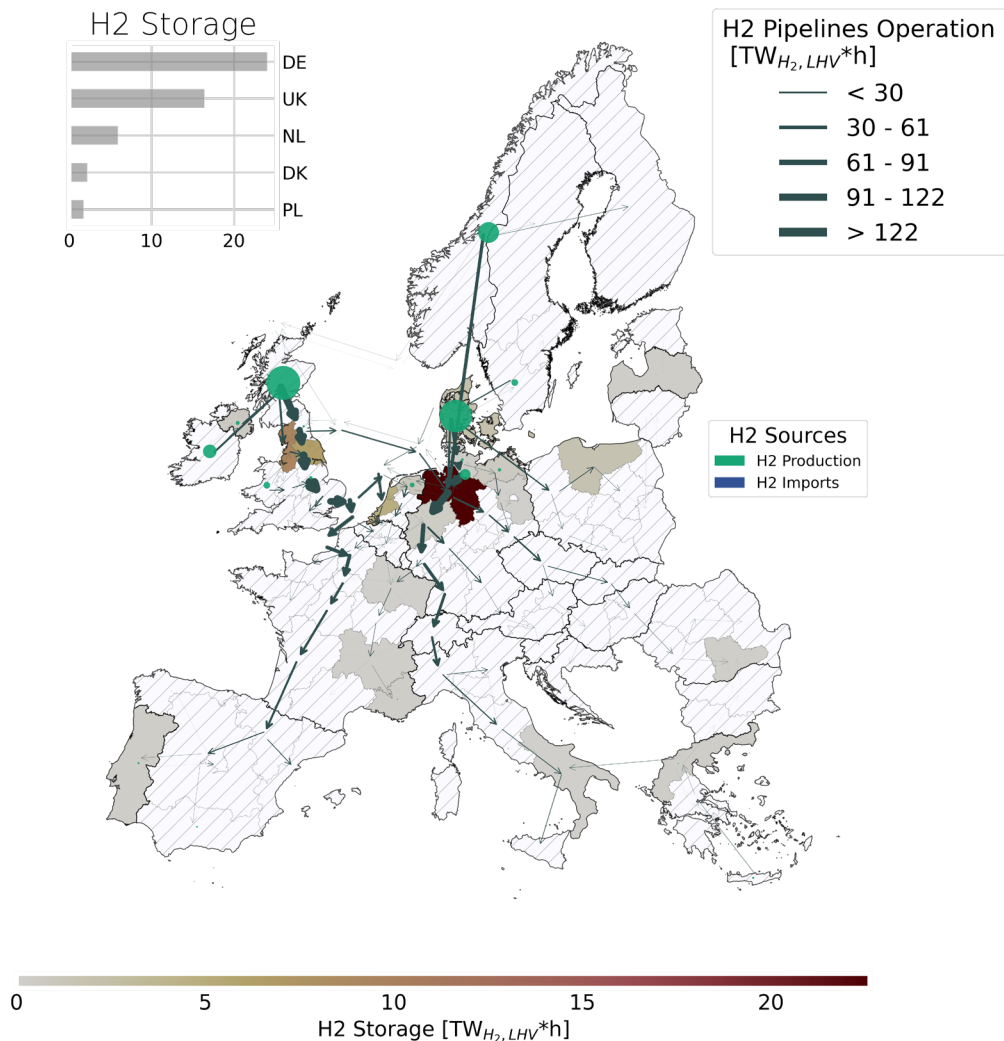 H2 Storage
DE
UK
NL
DK
PL
0 10 20
H2 Pipelines Operation
[TW_{H_2, LHV}*h]
< 30
30 - 61
61 - 91
91 - 122
> 122
H2 Sources
H2 Production
H2 Imports
0 5 10 15 20
H2 Storage [TW_{H_2, LHV}*h]